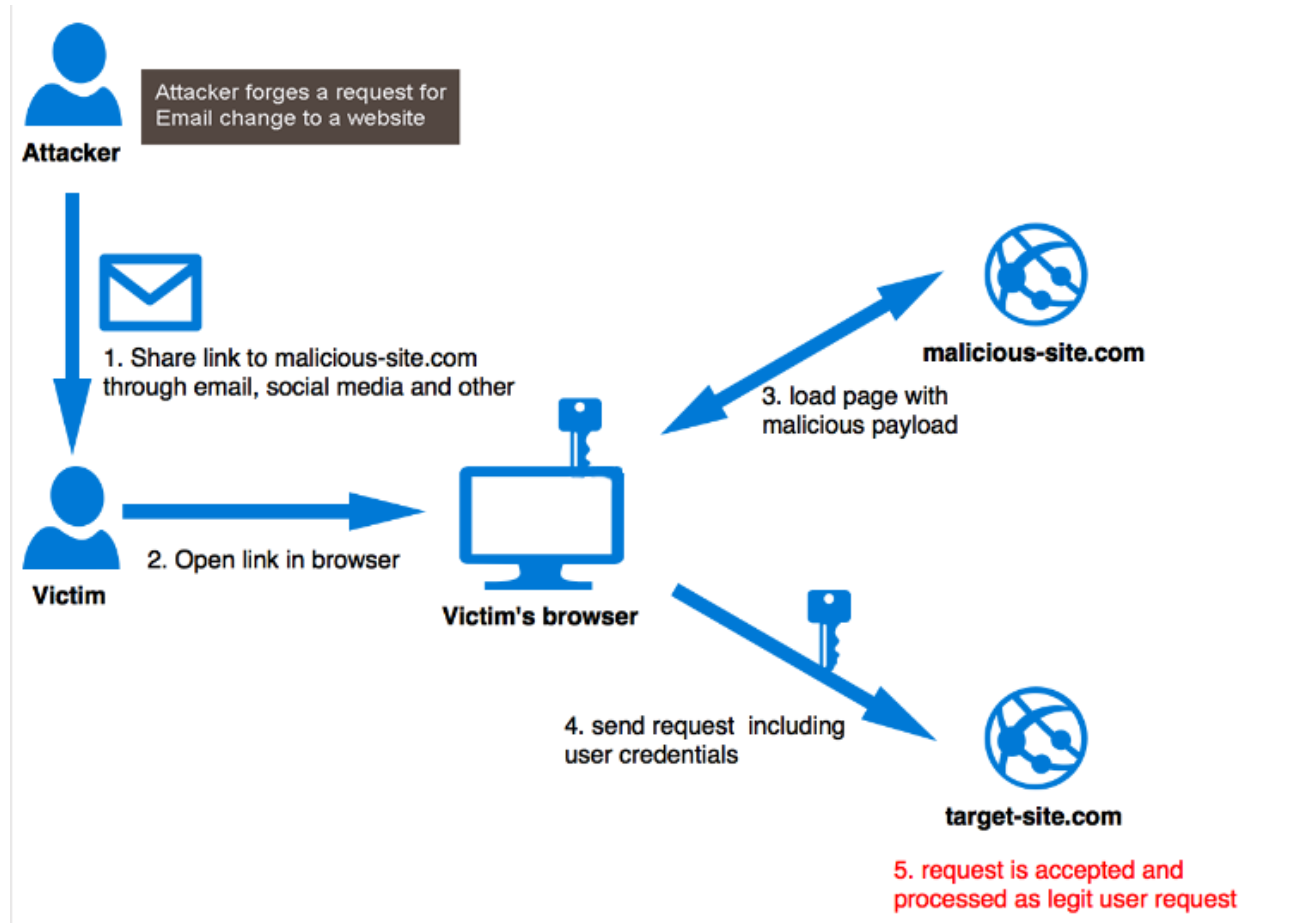 Attacker forges a request for
Email change to a website
Attacker
1. Share link to malicious-site.com
through email, social media and other
malicious-site.com
3. load page with
malicious payload
2. Open link in browser
Victim
Victim's browser
4. send request including
user credentials
target-site.com
5. request is accepted and
processed as legit user request